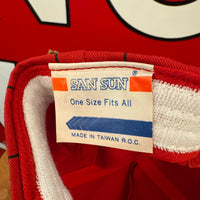 SAN SUN
One Size Fits All
MADE IN TAIWAN R.O.C.